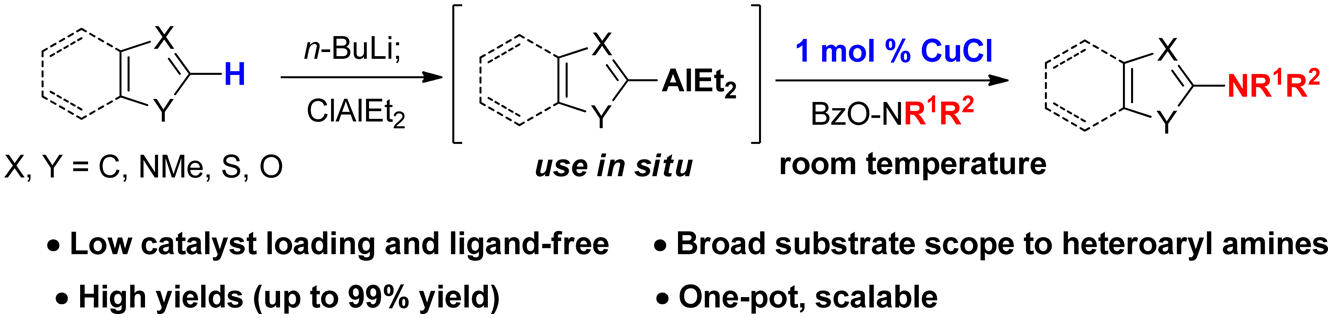 X
Y
H
n-BuLi;
ClAlEt2
X
Y
AlEt2
1 mol % CuCl
BzO-NR1R2
X
Y
NR1R2
X, Y = C, NMe, S, O
use in situ
room temperature
• Low catalyst loading and ligand-free
• Broad substrate scope to heteroaryl amines
• High yields (up to 99% yield)
• One-pot, scalable